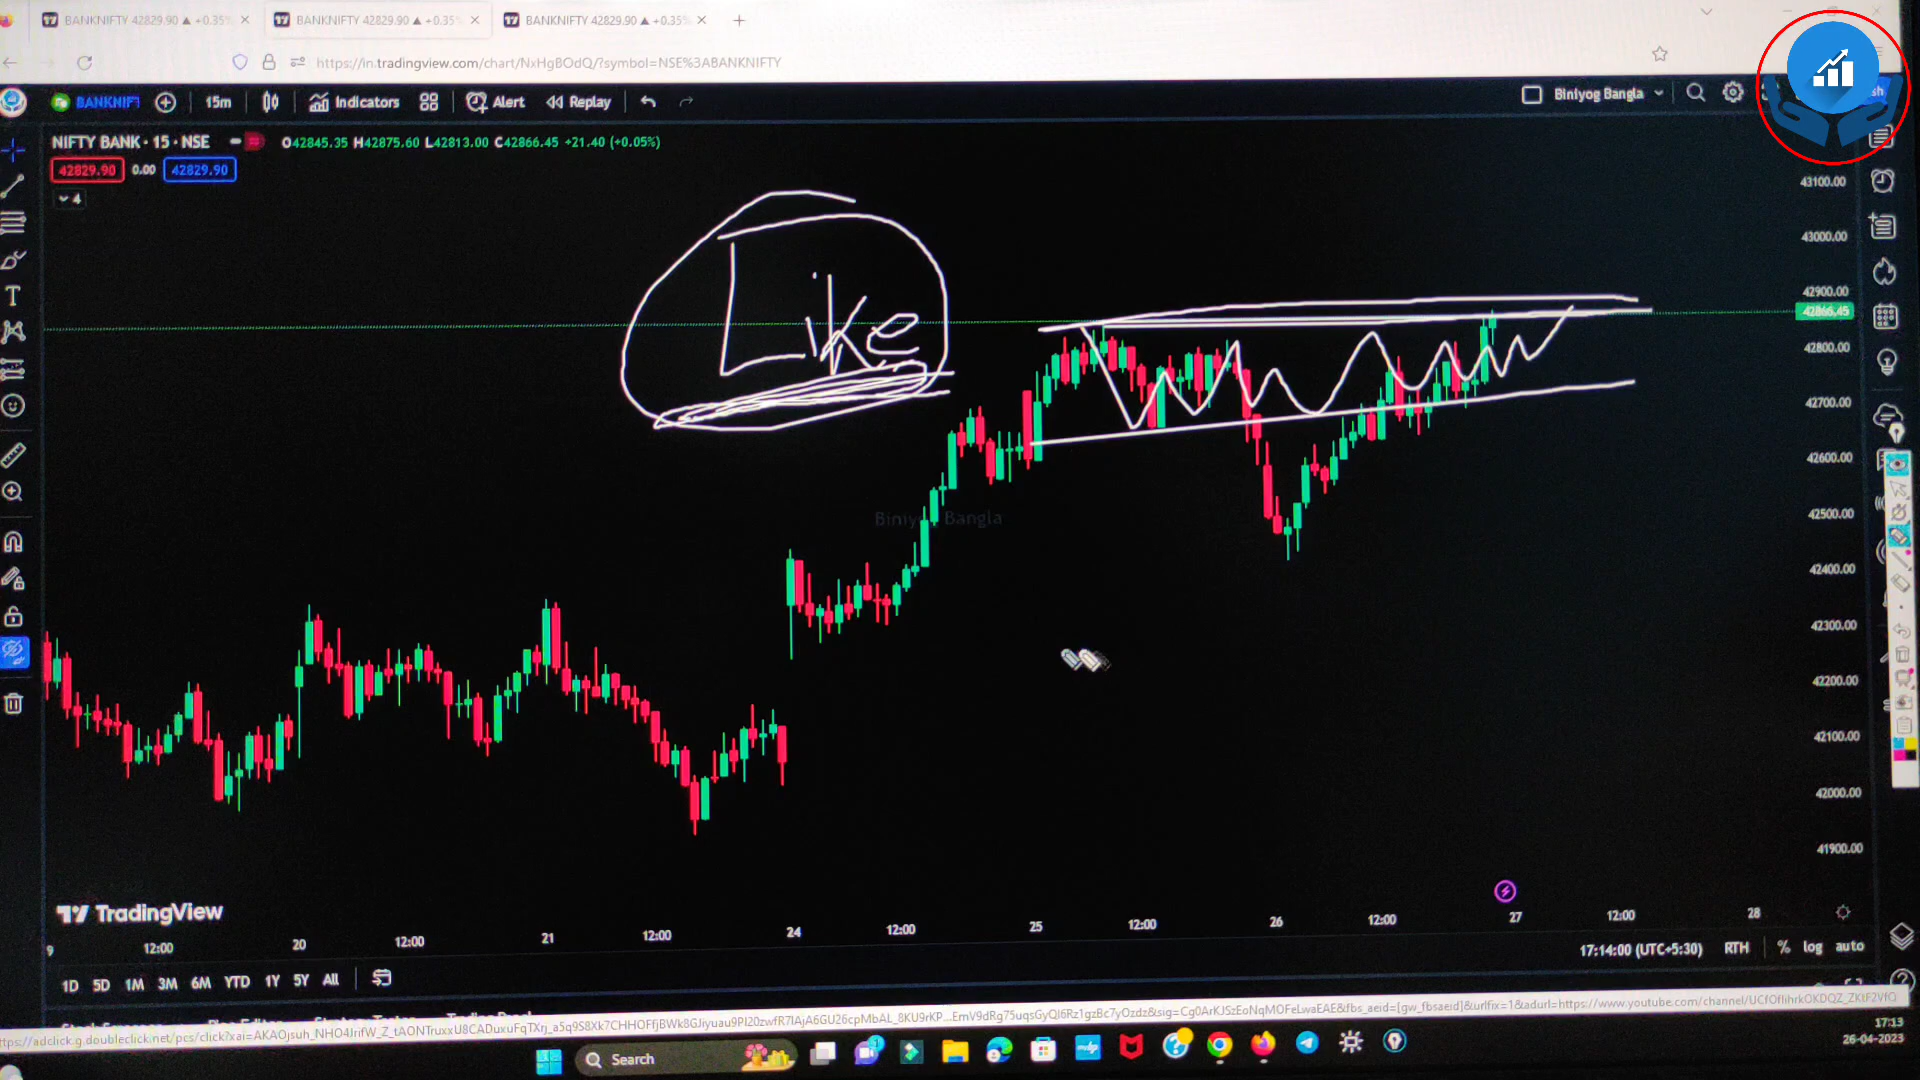 BANKNIFTY 42829.90 ▲ +0.35%
BANKNIFTY 42829.90 ▲ +0.35%
BANKNIFTY 42829.90 ▲ +0.35%
https://in.tradingview.com/chart/NxHgBOdQ/?symbol=NSE%3ABANKNIFTY
BANKNIFT 15m Indicators Alert Replay Biniyog Bangla
NIFTY BANK · 15 · NSE O42845.35 H42875.60 L42813.00 C42866.45 +21.40 (+0.05%)
42829.90 0.00 42829.90
4
Like
43100.00
43000.00
42900.00
42866.45
42800.00
42700.00
42600.00
42500.00
42400.00
42300.00
42200.00
42100.00
42000.00
41900.00
Biniyog Bangla
TradingView
9 12:00 20 12:00 21 12:00 24 12:00 25 12:00 26 12:00 27 12:00 28
17:14:00 (UTC+5:30) RTH % log auto
1D 5D 1M 3M 6M YTD 1Y 5Y All
Search
17:13
26-04-2023